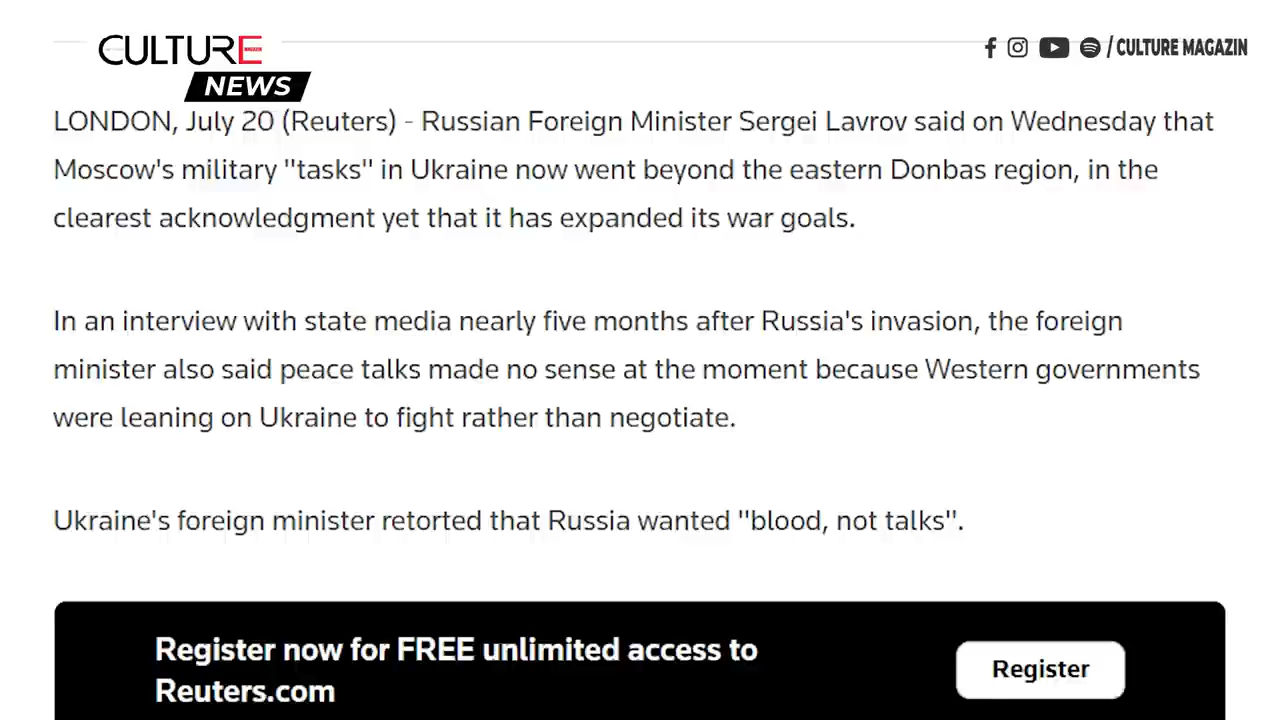 CULTURE
NEWS
/ CULTURE MAGAZIN
LONDON, July 20 (Reuters) - Russian Foreign Minister Sergei Lavrov said on Wednesday that
Moscow's military "tasks" in Ukraine now went beyond the eastern Donbas region, in the
clearest acknowledgment yet that it has expanded its war goals.
In an interview with state media nearly five months after Russia's invasion, the foreign
minister also said peace talks made no sense at the moment because Western governments
were leaning on Ukraine to fight rather than negotiate.
Ukraine's foreign minister retorted that Russia wanted "blood, not talks".
Register now for FREE unlimited access to
Reuters.com
Register